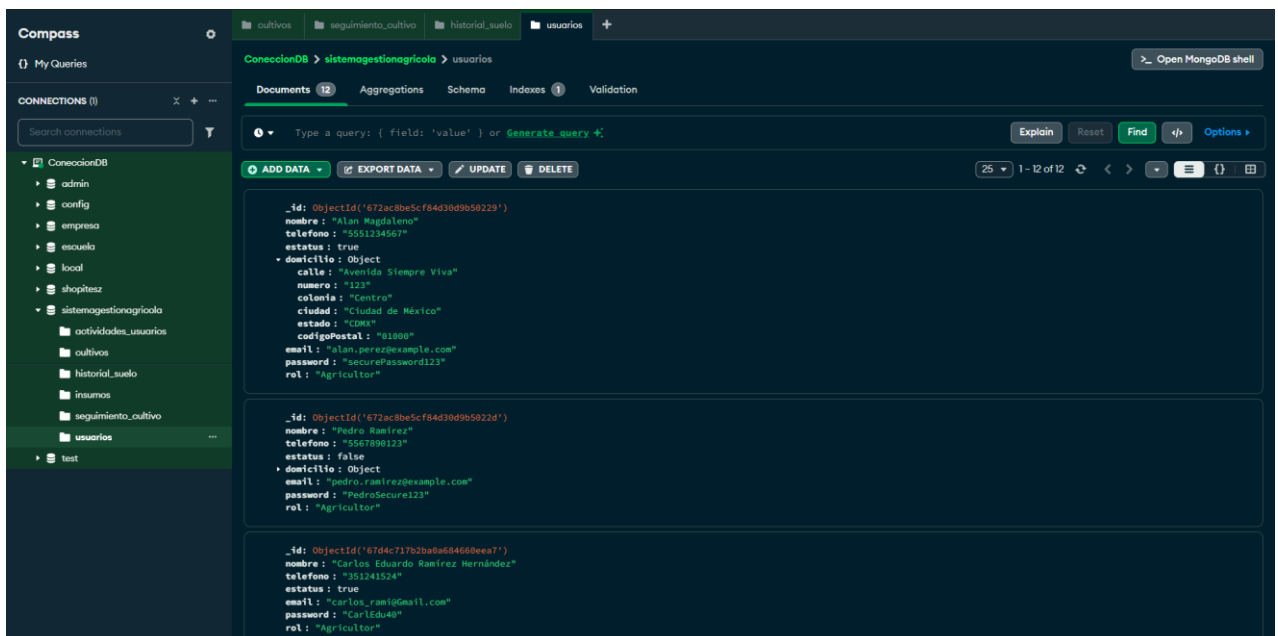 Compass
{} My Queries
CONNECTIONS (1)
Search connections
ConeccionDB
admin
config
empresa
escuela
local
shopitesz
sistemagestionagricola
actividades_usuarios
cultivos
historial_suelo
insumos
seguimiento_cultivo
usuarios
test
cultivos seguimiento_cultivo historial_suelo usuarios +
ConeccionDB > sistemagestionagricola > usuarios
>_ Open MongoDB shell
Documents 12 Aggregations Schema Indexes 1 Validation
Type a query: { field: 'value' } or Generate query
Explain Reset Find </> Options
ADD DATA EXPORT DATA UPDATE DELETE
25 1 – 12 of 12 {}
_id: ObjectId('672ac8be5cf84d30d9b50229')
nombre : "Alan Magdaleno"
telefono : "5551234567"
estatus : true
domicilio : Object
calle : "Avenida Siempre Viva"
numero : "123"
colonia : "Centro"
ciudad : "Ciudad de México"
estado : "CDMX"
codigoPostal : "01000"
email : "alan.perez@example.com"
password : "securePassword123"
rol : "Agricultor"
_id: ObjectId('672ac8be5cf84d30d9b5022d')
nombre : "Pedro Ramírez"
telefono : "5567890123"
estatus : false
domicilio : Object
email : "pedro.ramirez@example.com"
password : "PedroSecure123"
rol : "Agricultor"
_id: ObjectId('67d4c717b2ba0a684660eea7')
nombre : "Carlos Eduardo Ramírez Hernández"
telefono : "351241524"
estatus : true
email : "carlos_rami@Gmail.com"
password : "CarlEdu40"
rol : "Agricultor"